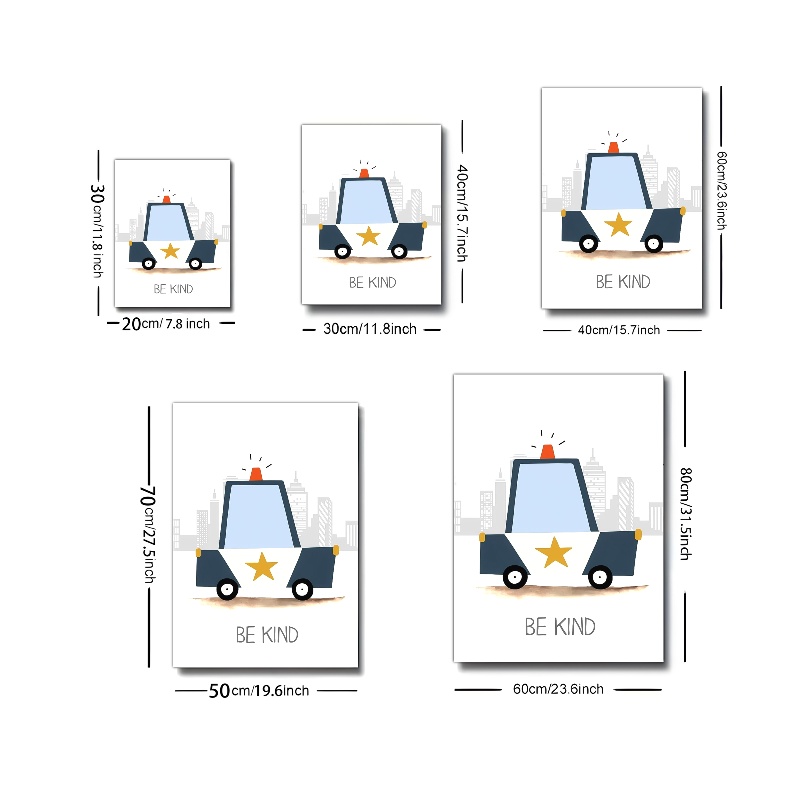 30cm/11.8 inch
BE KIND
20cm/ 7.8 inch
40cm/15.7inch
BE KIND
30cm/11.8inch
60cm/23.6inch
BE KIND
40cm/15.7inch
70cm/27.5inch
BE KIND
50cm/19.6inch
80cm/31.5inch
BE KIND
60cm/23.6inch